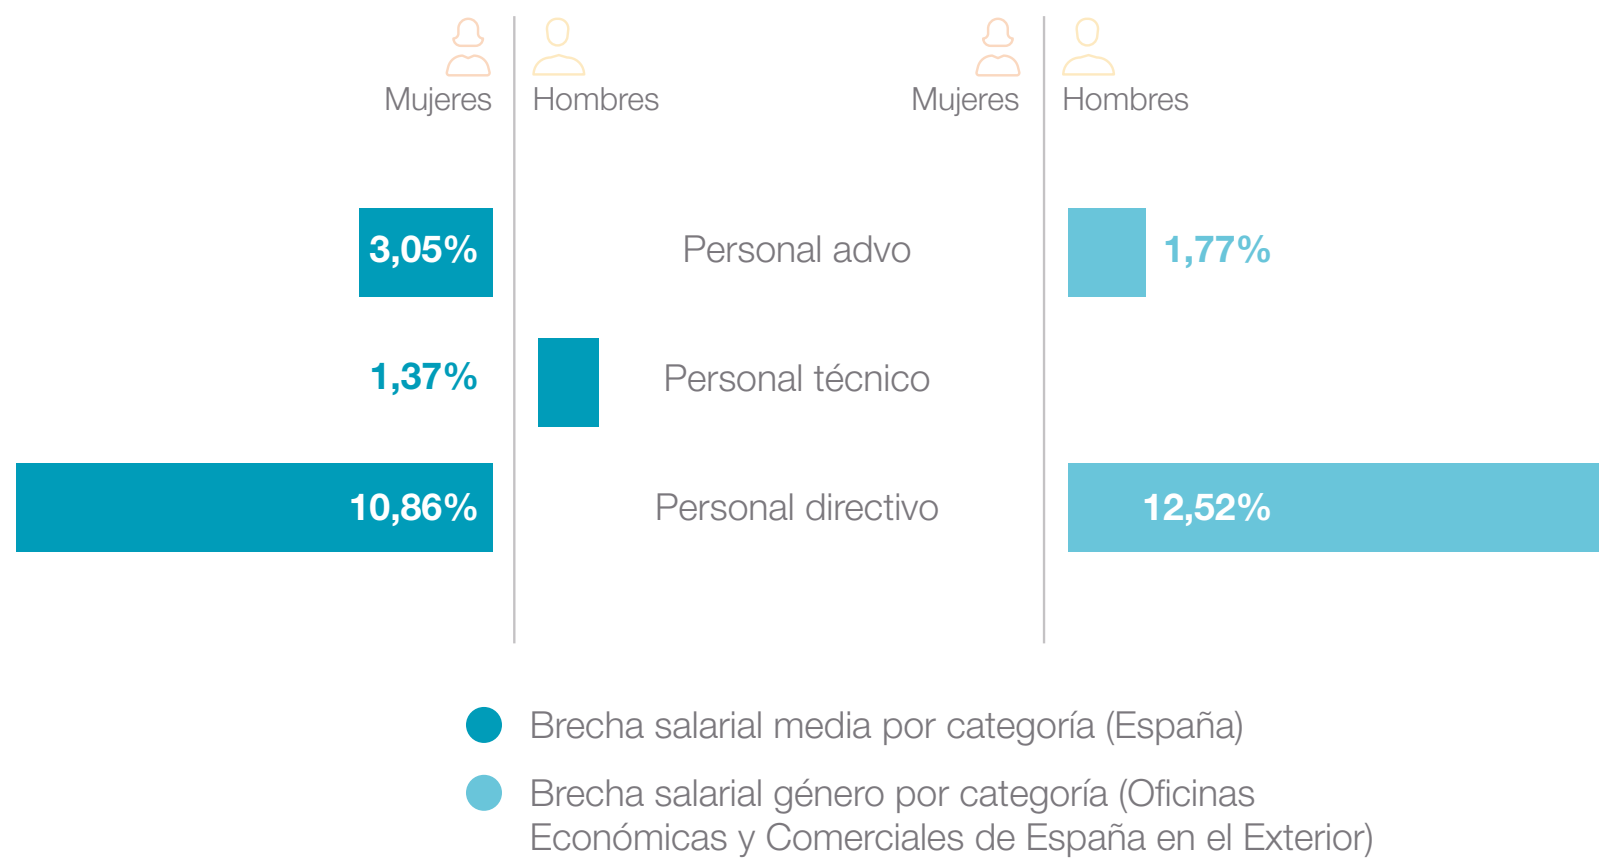 Mujeres
Hombres
Mujeres
Hombres
3,05%
Personal advo
1,77%
1,37%
Personal técnico
10,86%
Personal directivo
12,52%
Brecha salarial media por categoría (España)
Brecha salarial género por categoría (Oficinas
Económicas y Comerciales de España en el Exterior)